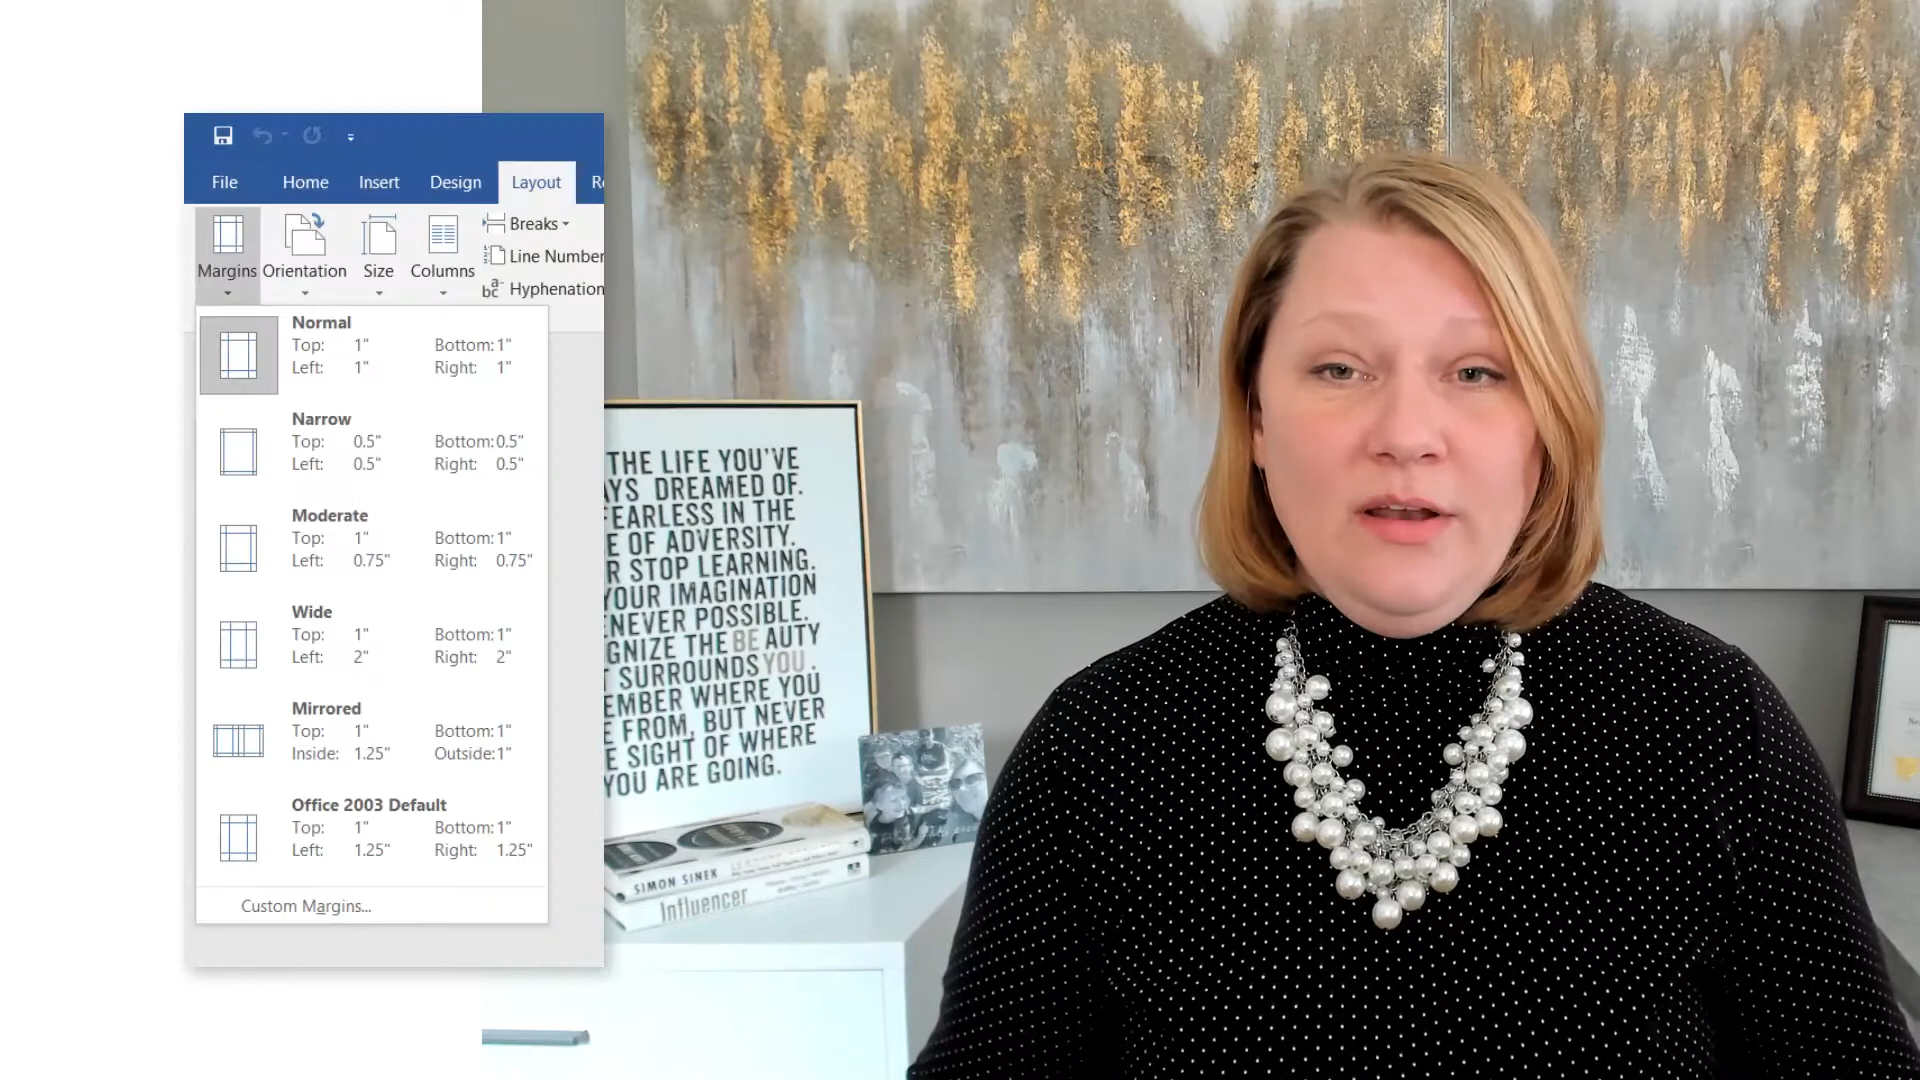 File Home Insert Design Layout
Margins Orientation Size Columns
Breaks
Line Number
Hyphenation
Normal
Top: 1" Bottom: 1"
Left: 1" Right: 1"
Narrow
Top: 0.5" Bottom: 0.5"
Left: 0.5" Right: 0.5"
Moderate
Top: 1" Bottom: 1"
Left: 0.75" Right: 0.75"
Wide
Top: 1" Bottom: 1"
Left: 2" Right: 2"
Mirrored
Top: 1" Bottom: 1"
Inside: 1.25" Outside: 1"
Office 2003 Default
Top: 1" Bottom: 1"
Left: 1.25" Right: 1.25"
Custom Margins...
THE LIFE YOU'VE
AYS DREAMED OF.
FEARLESS IN THE
E OF ADVERSITY.
R STOP LEARNING.
YOUR IMAGINATION
ENEVER POSSIBLE.
GNIZE THE BEAUTY
T SURROUNDS YOU.
EMBER WHERE YOU
E FROM, BUT NEVER
E SIGHT OF WHERE
YOU ARE GOING.
SIMON SINEK
Influencer